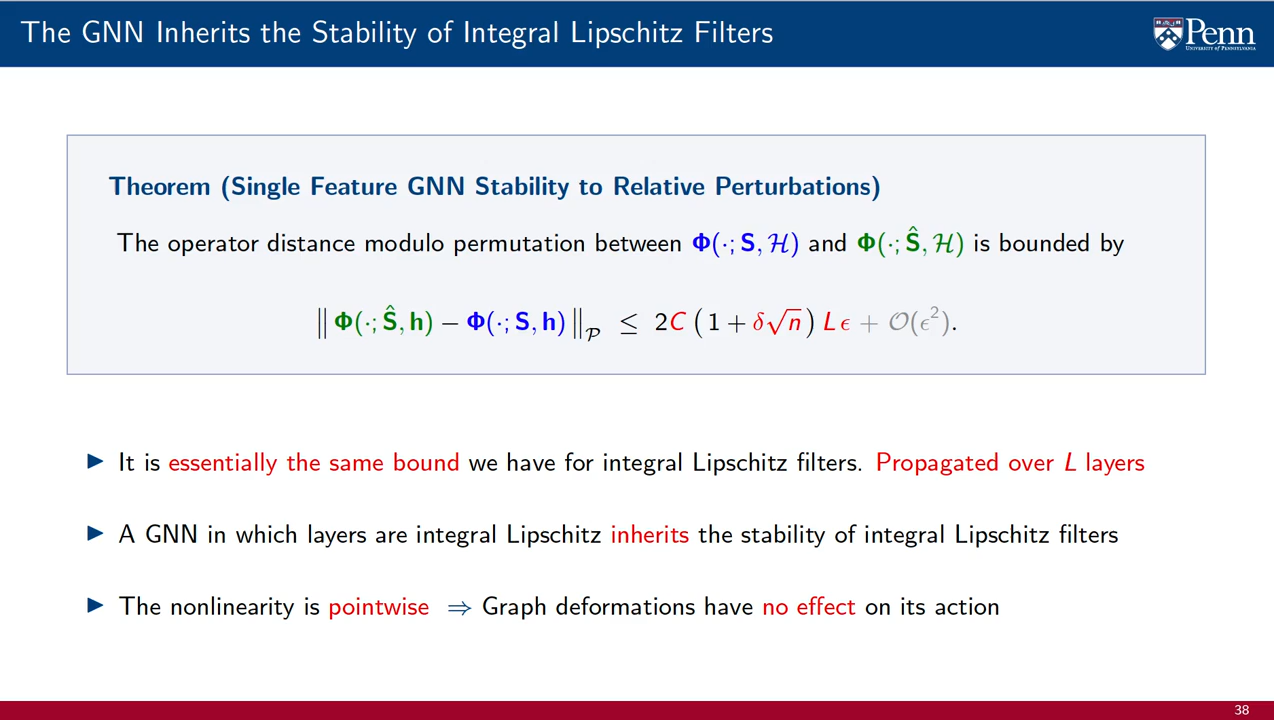 The GNN Inherits the Stability of Integral Lipschitz Filters
Penn
UNIVERSITY of PENNSYLVANIA
Theorem (Single Feature GNN Stability to Relative Perturbations)
The operator distance modulo permutation between Φ(·; S, ℋ) and Φ(·; Ŝ, ℋ) is bounded by
‖ Φ(·; Ŝ, h) − Φ(·; S, h) ‖_𝒫 ≤ 2C (1 + δ√n) L ϵ + 𝒪(ϵ²).
▶ It is essentially the same bound we have for integral Lipschitz filters. Propagated over L layers
▶ A GNN in which layers are integral Lipschitz inherits the stability of integral Lipschitz filters
▶ The nonlinearity is pointwise ⇒ Graph deformations have no effect on its action
38